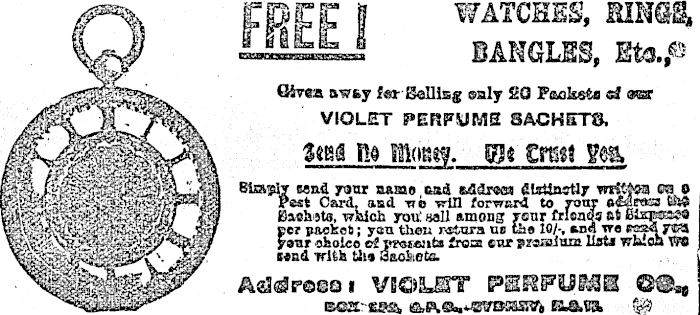 FREE!
WATCHES, RINGS,
BANGLES, Etc.,
Given away for Selling only 20 Packets of our
VIOLET PERFUME SACHETS.
Send No Money. We Trust You.
Simply send your name and address distinctly written on a
Post Card, and we will forward to your address the
Sachets, which you sell among your friends at Sixpence
per packet; you then return us the 10/-, and we send you
your choice of presents from our premium lists which we
send with the Sachets.
Address: VIOLET PERFUME CO.,
BOX G.P.O., SYDNEY, N.S.W.